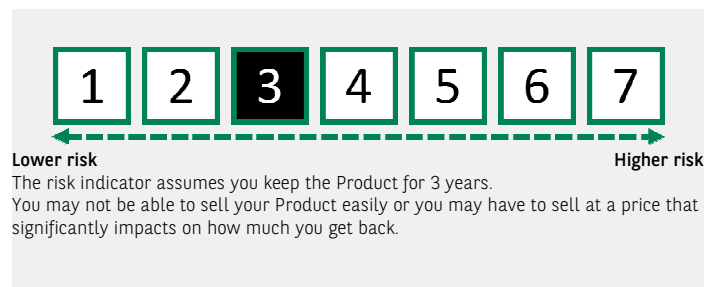 1 2 3 4 5 6 7
Lower risk Higher risk
The risk indicator assumes you keep the Product for 3 years.
You may not be able to sell your Product easily or you may have to sell at a price that
significantly impacts on how much you get back.